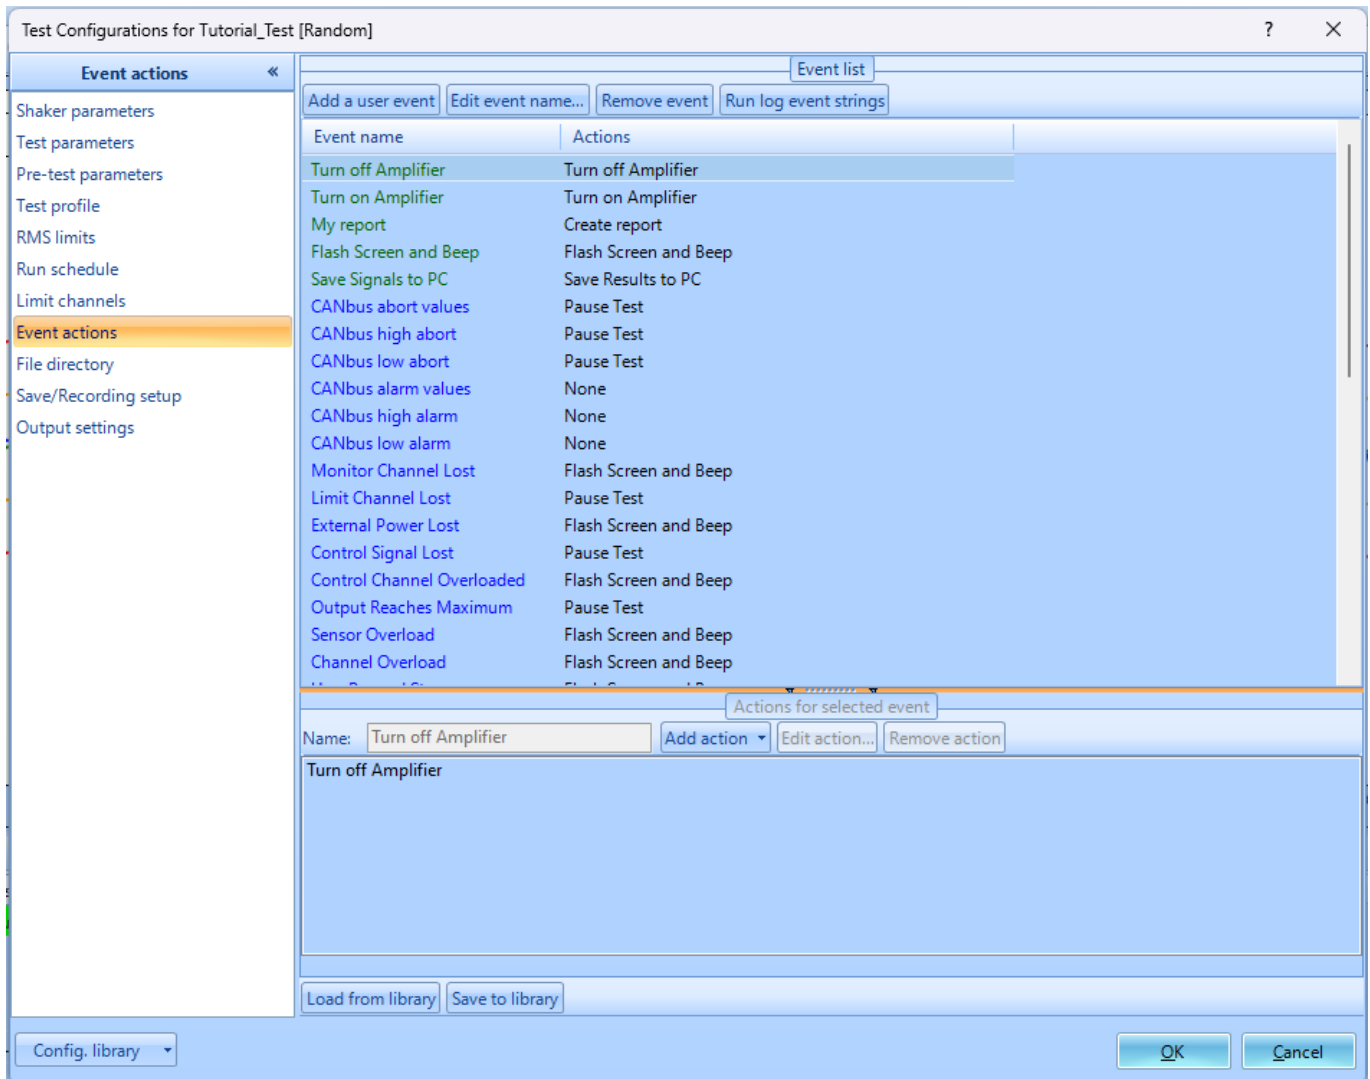 Test Configurations for Tutorial_Test [Random]
?
Event actions «
Shaker parameters
Test parameters
Pre-test parameters
Test profile
RMS limits
Run schedule
Limit channels
Event actions
File directory
Save/Recording setup
Output settings
Event list
Add a user event Edit event name... Remove event Run log event strings
Event name Actions
Turn off Amplifier Turn off Amplifier
Turn on Amplifier Turn on Amplifier
My report Create report
Flash Screen and Beep Flash Screen and Beep
Save Signals to PC Save Results to PC
CANbus abort values Pause Test
CANbus high abort Pause Test
CANbus low abort Pause Test
CANbus alarm values None
CANbus high alarm None
CANbus low alarm None
Monitor Channel Lost Flash Screen and Beep
Limit Channel Lost Pause Test
External Power Lost Flash Screen and Beep
Control Signal Lost Pause Test
Control Channel Overloaded Flash Screen and Beep
Output Reaches Maximum Pause Test
Sensor Overload Flash Screen and Beep
Channel Overload Flash Screen and Beep
Actions for selected event
Name: Turn off Amplifier Add action Edit action... Remove action
Turn off Amplifier
Load from library Save to library
Config. library OK Cancel